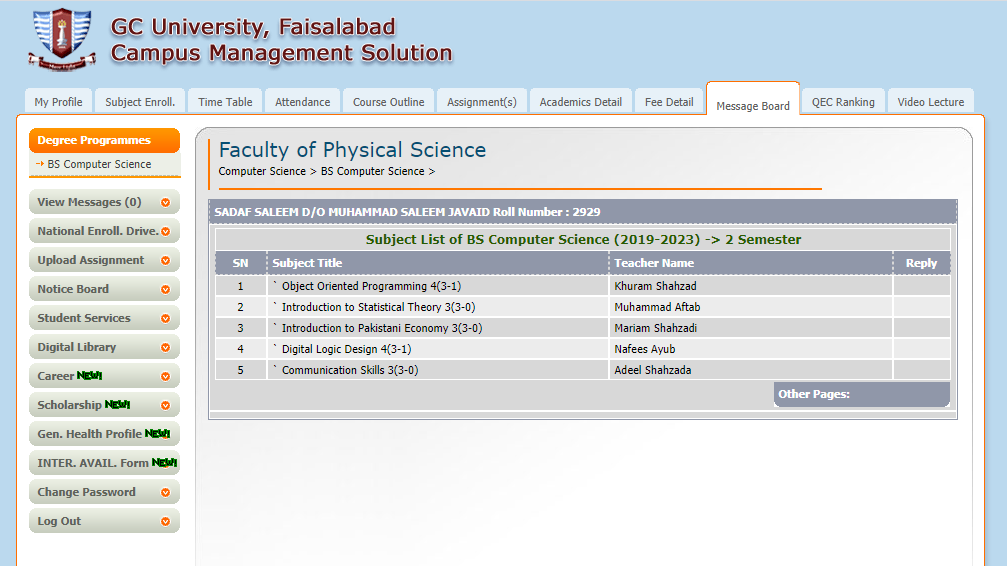 GC University, Faisalabad
Campus Management Solution
My Profile Subject Enroll. Time Table Attendance Course Outline Assignment(s) Academics Detail Fee Detail Message Board QEC Ranking Video Lecture
Degree Programmes
BS Computer Science
View Messages (0)
National Enroll. Drive.
Upload Assignment
Notice Board
Student Services
Digital Library
Career NEW!
Scholarship NEW!
Gen. Health Profile NEW!
INTER. AVAIL. Form NEW!
Change Password
Log Out
Faculty of Physical Science
Computer Science > BS Computer Science >
SADAF SALEEM D/O MUHAMMAD SALEEM JAVAID Roll Number : 2929
Subject List of BS Computer Science (2019-2023) -> 2 Semester
SN Subject Title Teacher Name Reply
1 ` Object Oriented Programming 4(3-1) Khuram Shahzad
2 ` Introduction to Statistical Theory 3(3-0) Muhammad Aftab
3 ` Introduction to Pakistani Economy 3(3-0) Mariam Shahzadi
4 ` Digital Logic Design 4(3-1) Nafees Ayub
5 ` Communication Skills 3(3-0) Adeel Shahzada
Other Pages: